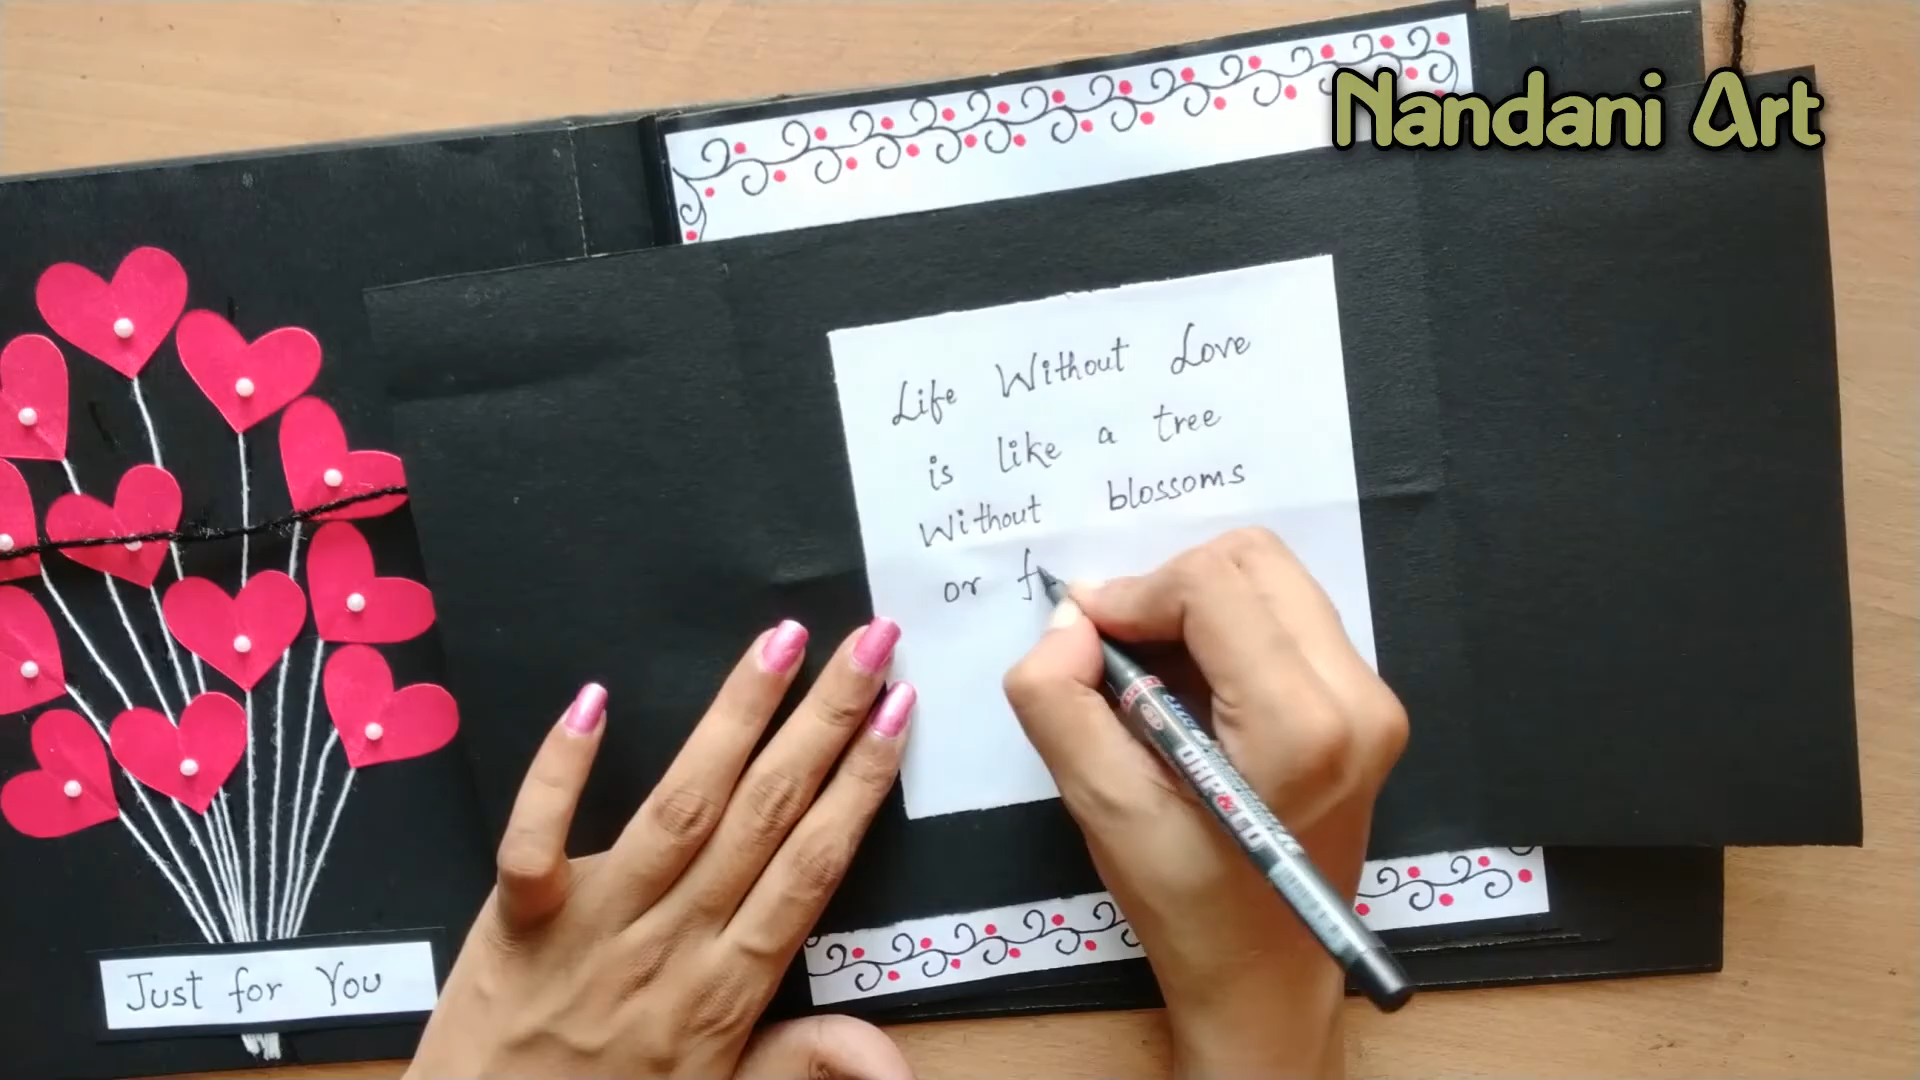 Nandani Art
Life Without Love
is like a tree
Without blossoms
or f
Just for You